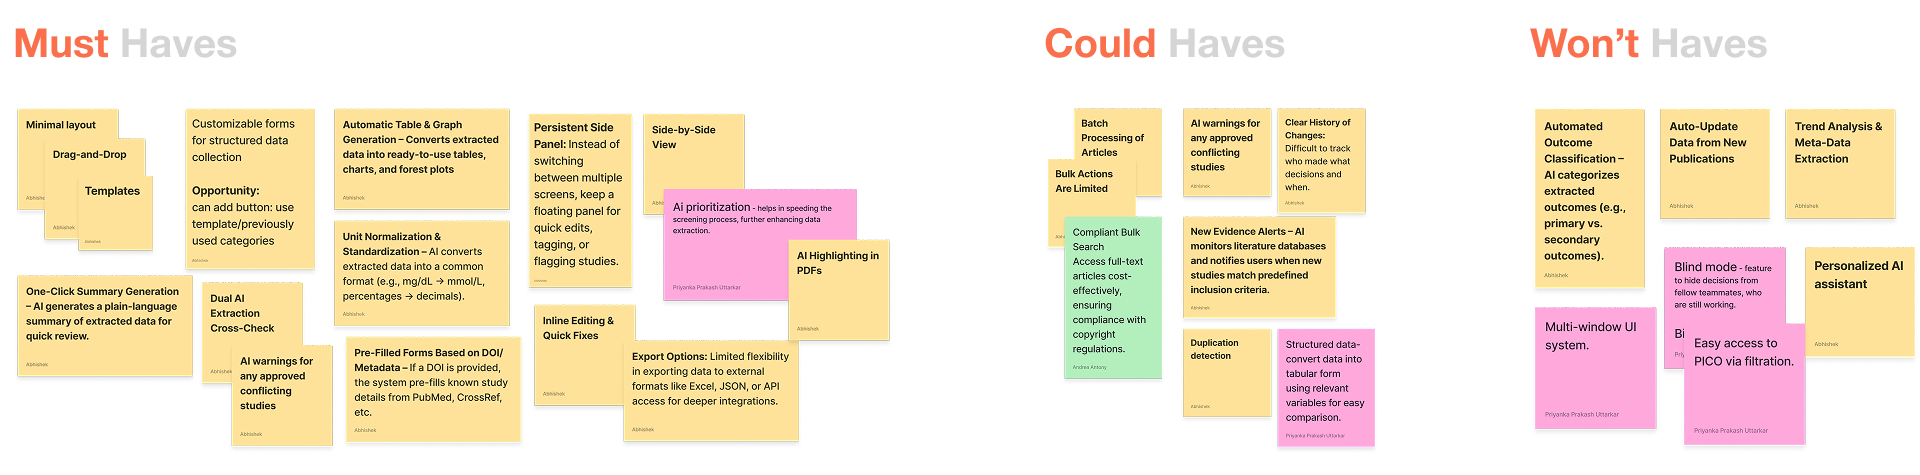 Must Haves
Minimal layout
Abhishek
Drag-and-Drop
Abhishek
Templates
Abhishek
Customizable forms
for structured data
collection
Opportunity:
can add button: use
template/previously
used categories
Abhishek
Automatic Table & Graph
Generation – Converts extracted
data into ready-to-use tables,
charts, and forest plots
Abhishek
Unit Normalization &
Standardization – AI converts
extracted data into a common
format (e.g., mg/dL → mmol/L,
percentages → decimals).
Abhishek
Persistent Side
Panel: Instead of
switching
between multiple
screens, keep a
floating panel for
quick edits,
tagging, or
flagging studies.
Side-by-Side
View
Ai prioritization - helps in speeding the
screening process, further enhancing data
extraction.
Priyanka Prakash Uttarkar
AI Highlighting in
PDFs
Abhishek
One-Click Summary Generation
– AI generates a plain-language
summary of extracted data for
quick review.
Abhishek
Dual AI
Extraction
Cross-Check
Abhishek
AI warnings for
any approved
conflicting
studies
Abhishek
Pre-Filled Forms Based on DOI/
Metadata – If a DOI is provided,
the system pre-fills known study
details from PubMed, CrossRef,
etc.
Abhishek
Inline Editing &
Quick Fixes
Abhishek
Export Options: Limited flexibility
in exporting data to external
formats like Excel, JSON, or API
access for deeper integrations.
Abhishek
Could Haves
Batch
Processing of
Articles
Bulk Actions
Are Limited
Compliant Bulk
Search
Access full-text
articles cost-
effectively,
ensuring
compliance with
copyright
regulations.
Andrea Antony
AI warnings for
any approved
conflicting
studies
Abhishek
Clear History of
Changes:
Difficult to track
who made what
decisions and
when.
Abhishek
New Evidence Alerts – AI
monitors literature databases
and notifies users when new
studies match predefined
inclusion criteria.
Abhishek
Duplication
detection
Abhishek
Structured data-
convert data into
tabular form
using relevant
variables for easy
comparison.
Priyanka Prakash Uttarkar
Won't Haves
Automated
Outcome
Classification –
AI categorizes
extracted
outcomes (e.g.,
primary vs.
secondary
outcomes).
Abhishek
Auto-Update
Data from New
Publications
Abhishek
Trend Analysis &
Meta-Data
Extraction
Abhishek
Blind mode - feature
to hide decisions from
fellow teammates, who
are still working.
Bi
Personalized AI
assistant
Abhishek
Multi-window UI
system.
Priyanka Prakash Uttarkar
Easy access to
PICO via filtration.
Priyanka Prakash Uttarkar